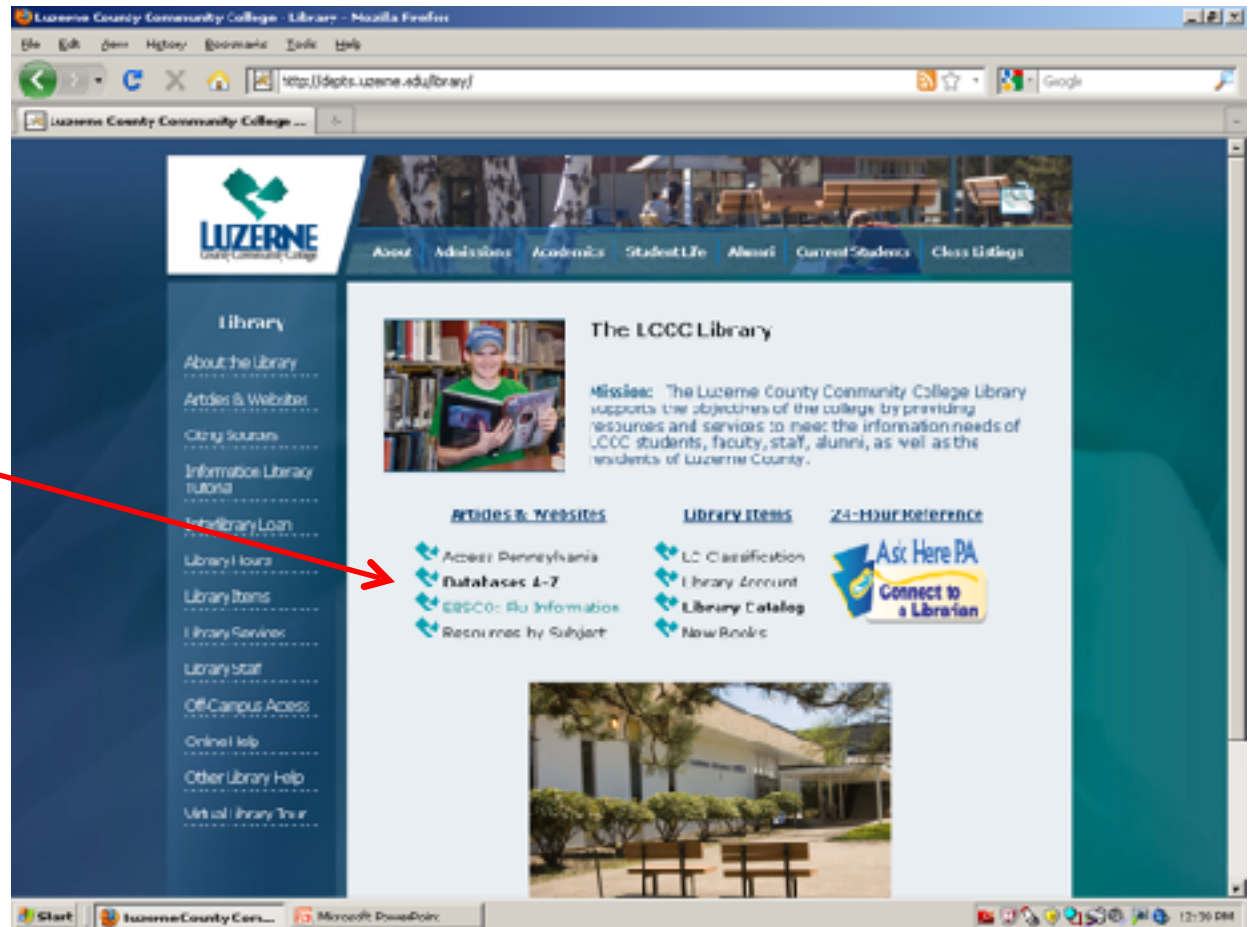 Luzerne County Community College - Library - Mozilla Firefox
File Edit View History Bookmarks Tools Help
http://depts.luzerne.edu/library/
Google
Luzerne County Community College ...
LUZERNE
County Community College
About Admissions Academics Student Life Alumni Current Students Class Listings
Library
About the Library
Articles & Websites
Citing Sources
Information Literacy
Tutorial
Interlibrary Loan
Library Hours
Library Items
Library Services
Library Staff
Off-Campus Access
Online Help
Other Library Help
Virtual Library Tour
The LCCC Library
Mission: The Luzerne County Community College Library
supports the objectives of the college by providing
resources and services to meet the information needs of
LCCC students, faculty, staff, alumni, as well as the
residents of Luzerne County.
Articles & Websites
Access Pennsylvania
Databases A-Z
EBSCO: Flu Information
Resources by Subject
Library Items
LC Classification
Library Account
Library Catalog
New Books
24-Hour Reference
Ask Here PA
Connect to
a Librarian
Start
Luzerne County Com...
Microsoft PowerPoint